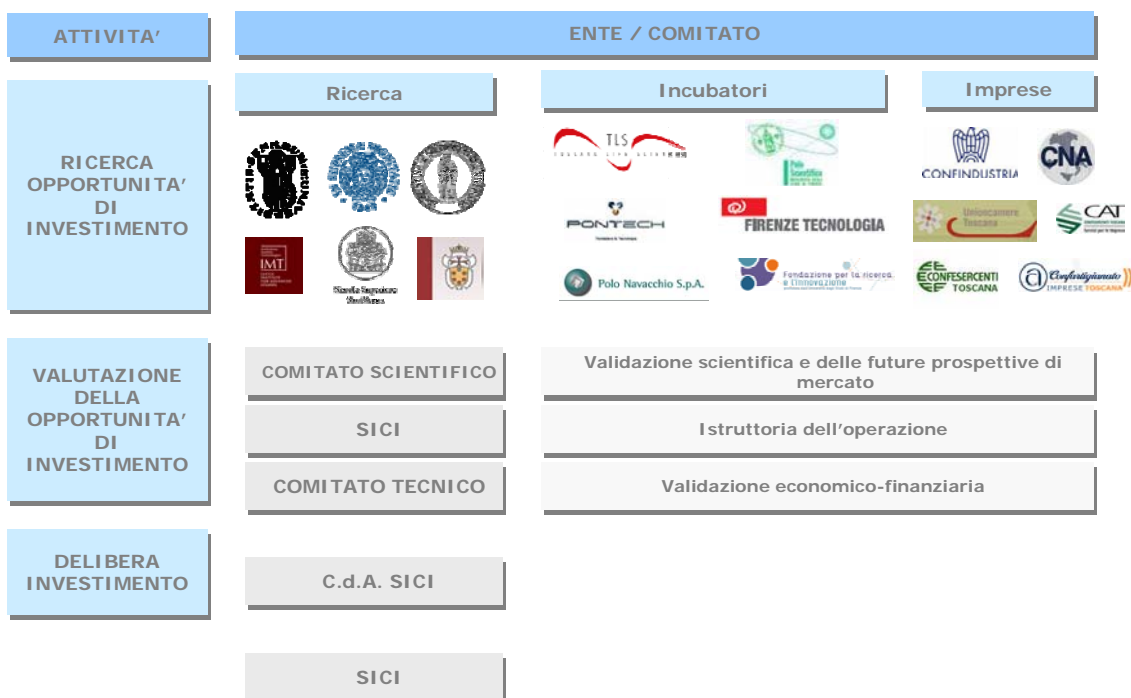 ATTIVITA'
ENTE / COMITATO
Ricerca
Incubatori
Imprese
RICERCA
OPPORTUNITA'
DI
INVESTIMENTO
TLS
Polo
Scientifico
CONFINDUSTRIA
CNA
PONTECH
FIRENZE TECNOLOGIA
Unioncamere
Toscana
CAT
IMT
Polo Navacchio S.p.A.
Fondazione per la ricerca
e l'innovazione
CONFESERCENTI
TOSCANA
Confartigianato
IMPRESE TOSCANA
VALUTAZIONE
DELLA
OPPORTUNITA'
DI
INVESTIMENTO
COMITATO SCIENTIFICO
Validazione scientifica e delle future prospettive di
mercato
SICI
Istruttoria dell'operazione
COMITATO TECNICO
Validazione economico-finanziaria
DELIBERA
INVESTIMENTO
C.d.A. SICI
SICI